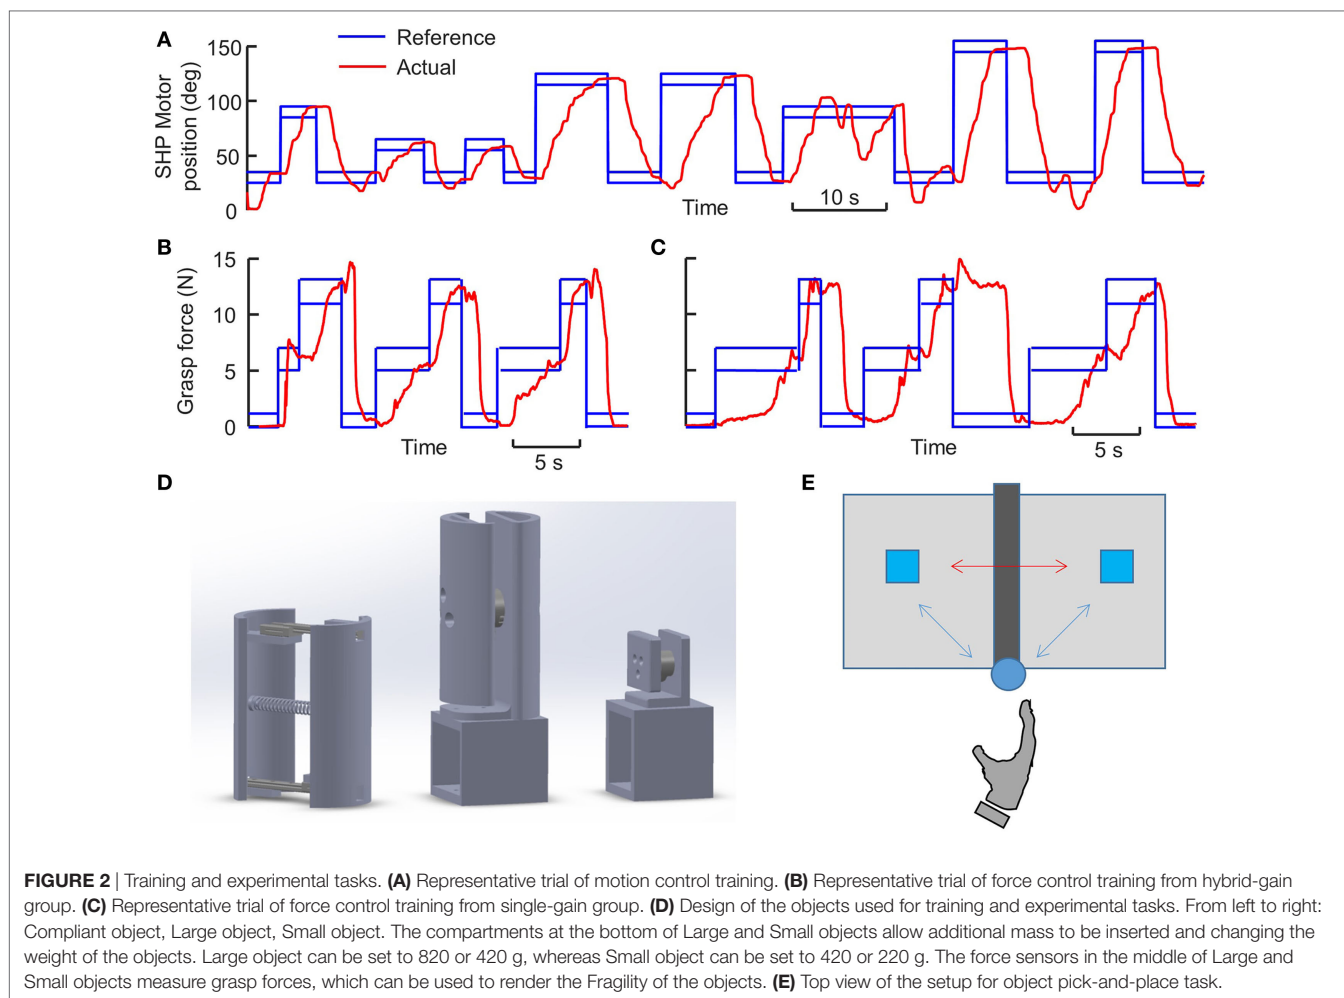 A
Reference
Actual
SHP Motor
position (deg)
150
100
50
0
Time
10 s
B
Grasp force (N)
15
10
5
0
Time
5 s
C
Time
5 s
D
E
FIGURE 2 | Training and experimental tasks. (A) Representative trial of motion control training. (B) Representative trial of force control training from hybrid-gain
group. (C) Representative trial of force control training from single-gain group. (D) Design of the objects used for training and experimental tasks. From left to right:
Compliant object, Large object, Small object. The compartments at the bottom of Large and Small objects allow additional mass to be inserted and changing the
weight of the objects. Large object can be set to 820 or 420 g, whereas Small object can be set to 420 or 220 g. The force sensors in the middle of Large and
Small objects measure grasp forces, which can be used to render the Fragility of the objects. (E) Top view of the setup for object pick-and-place task.